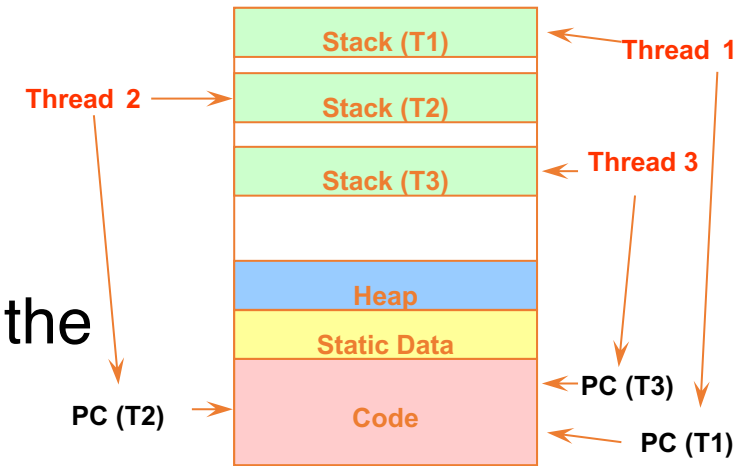 Stack (T1)
Thread 1
Thread 2
Stack (T2)
Thread 3
Stack (T3)
Heap
the
Static Data
PC (T3)
PC (T2)
Code
PC (T1)